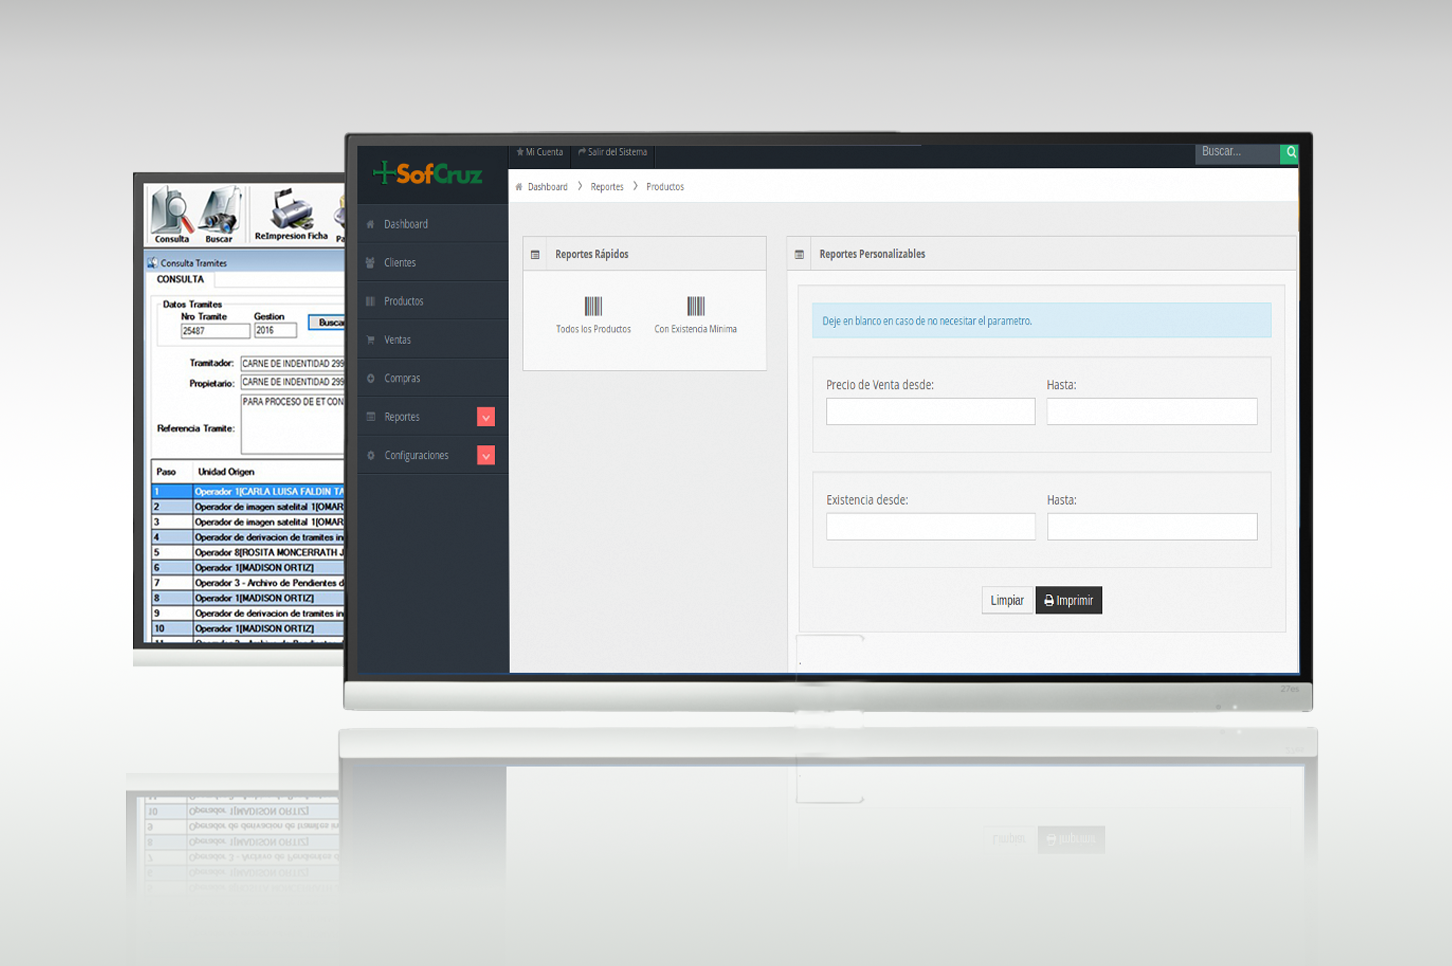 Consulta
Buscar
ReImpresion Ficha
Consulta Tramites
CONSULTA
Datos Tramites
Nro Tramite
Gestion
25487
2016
Tramitador:
CARNE DE INDENTIDAD 299
Propietario:
CARNE DE INDENTIDAD 299
PARA PROCESO DE ET CON
Referencia Tramite:
Paso
Unidad Origen
1
Operador 1[CARLA LUISA FALDIN TA
2
Operador de imagen satelital 1[OMAR
3
Operador de imagen satelital 1[OMAR
4
Operador de derivacion de tramites in
5
Operador 8[ROSITA MONCERRATH J
6
Operador 1[MADISON ORTIZ]
7
Operador 3 - Archivo de Pendientes d
8
Operador 1[MADISON ORTIZ]
9
Operador de derivacion de tramites in
10
Operador 1[MADISON ORTIZ]
SofCruz
Mi Cuenta
Salir del Sistema
Buscar...
Dashboard
Clientes
Productos
Ventas
Compras
Reportes
Configuraciones
Dashboard > Reportes > Productos
Reportes Rápidos
Todos los Productos
Con Existencia Minima
Reportes Personalizables
Deje en blanco en caso de no necesitar el parametro.
Precio de Venta desde:
Hasta:
Existencia desde:
Hasta:
Limpiar
Imprimir
27es